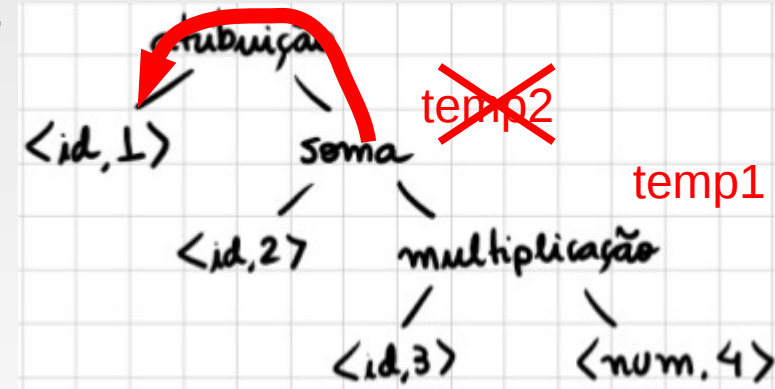 atribuição
temp2
<id,1>
soma
temp1
<id,2>
multiplicação
<id,3>
<num,4>